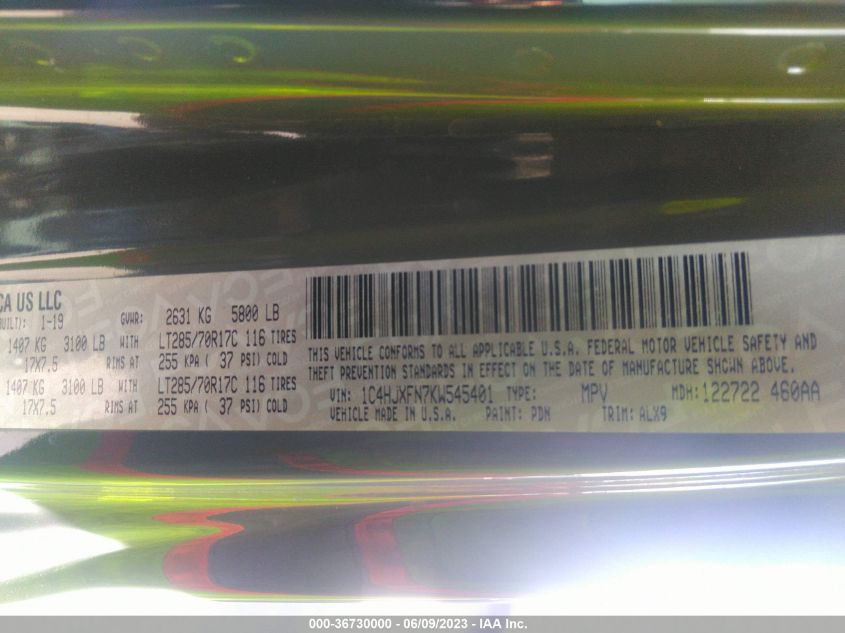 CA US LLC
BUILT): 1-19 GVWR: 2631 KG 5800 LB
1407 KG 3100 LB WITH LT285/70R17C 116 TIRES
17X7.5 RIMS AT 255 KPA ( 37 PSI) COLD
1407 KG 3100 LB WITH LT285/70R17C 116 TIRES
17X7.5 RIMS AT 255 KPA ( 37 PSI) COLD
THIS VEHICLE CONFORMS TO ALL APPLICABLE U.S.A. FEDERAL MOTOR VEHICLE SAFETY AND
THEFT PREVENTION STANDARDS IN EFFECT ON THE DATE OF MANUFACTURE SHOWN ABOVE.
VIN: 1C4HJXFN7KW545401 TYPE: MPV MDH: 122722 460AA
VEHICLE MADE IN U.S.A. PAINT: PDN TRIM: ALX9
000-36730000 - 06/09/2023 - IAA Inc.